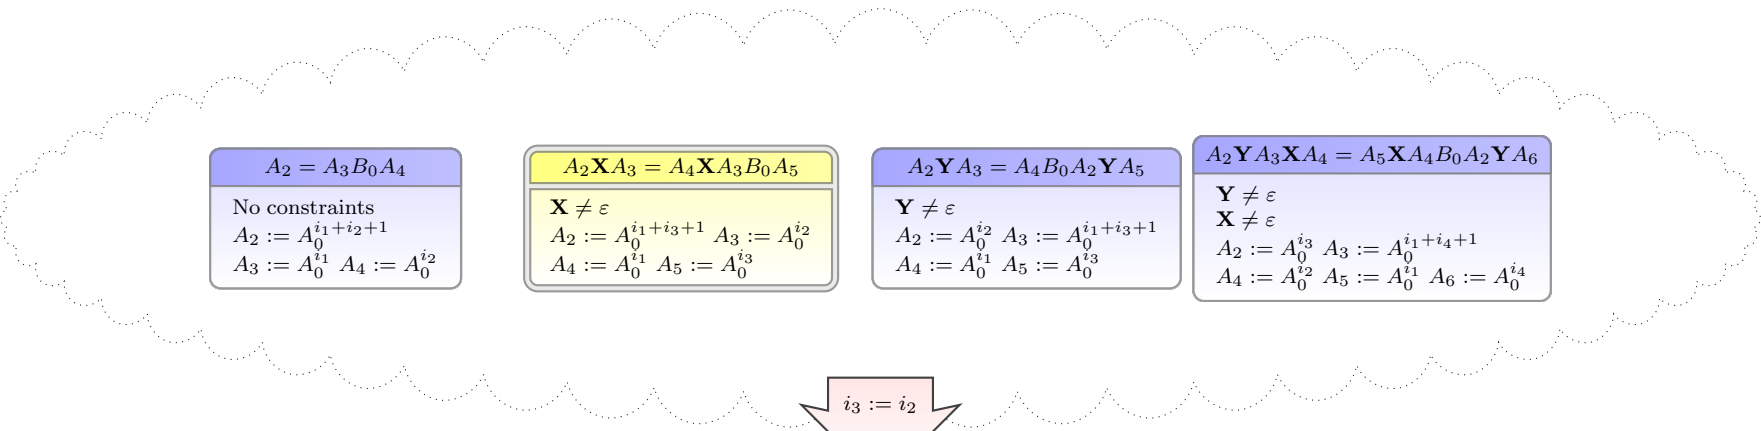 A₂ = A₃B₀A₄
No constraints
A₂ := A₀^{i₁+i₂+1}
A₃ := A₀^{i₁} A₄ := A₀^{i₂}
A₂𝐗A₃ = A₄𝐗A₃B₀A₅
𝐗 ≠ ε
A₂ := A₀^{i₁+i₃+1} A₃ := A₀^{i₂}
A₄ := A₀^{i₁} A₅ := A₀^{i₃}
A₂𝐘A₃ = A₄B₀A₂𝐘A₅
𝐘 ≠ ε
A₂ := A₀^{i₂} A₃ := A₀^{i₁+i₃+1}
A₄ := A₀^{i₁} A₅ := A₀^{i₃}
A₂𝐘A₃𝐗A₄ = A₅𝐗A₄B₀A₂𝐘A₆
𝐘 ≠ ε
𝐗 ≠ ε
A₂ := A₀^{i₃} A₃ := A₀^{i₁+i₄+1}
A₄ := A₀^{i₂} A₅ := A₀^{i₁} A₆ := A₀^{i₄}
i₃ := i₂